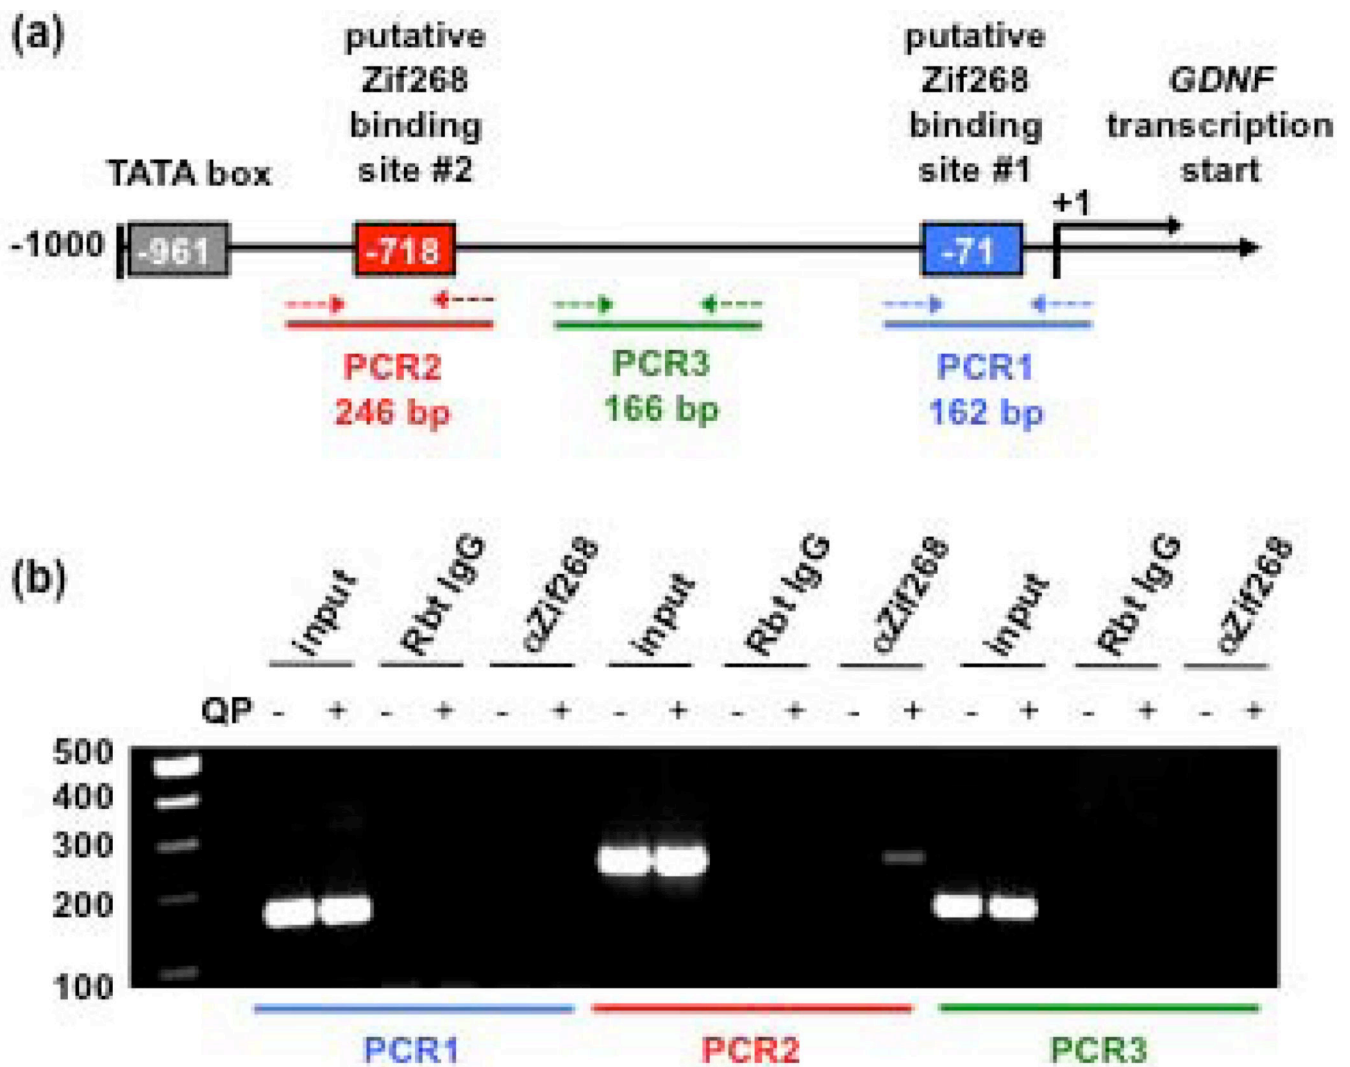 (a)
putative
Zif268
binding
site #2
putative
Zif268
binding
site #1
GDNF
transcription
start
TATA box
+1
-1000
-961
-718
-71
PCR2
246 bp
PCR3
166 bp
PCR1
162 bp
(b)
input Rbt IgG αZif268 input Rbt IgG αZif268 input Rbt IgG αZif268
QP - + - + - + - + - + - + - + - + - +
500
400
300
200
100
PCR1 PCR2 PCR3